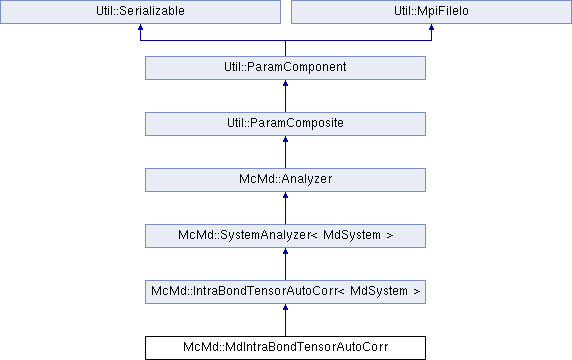 Util::Serializable
Util::MpiFileIo
Util::ParamComponent
Util::ParamComposite
McMd::Analyzer
McMd::SystemAnalyzer< MdSystem >
McMd::IntraBondTensorAutoCorr< MdSystem >
McMd::MdIntraBondTensorAutoCorr